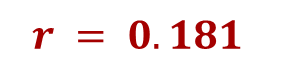 r = 0.181